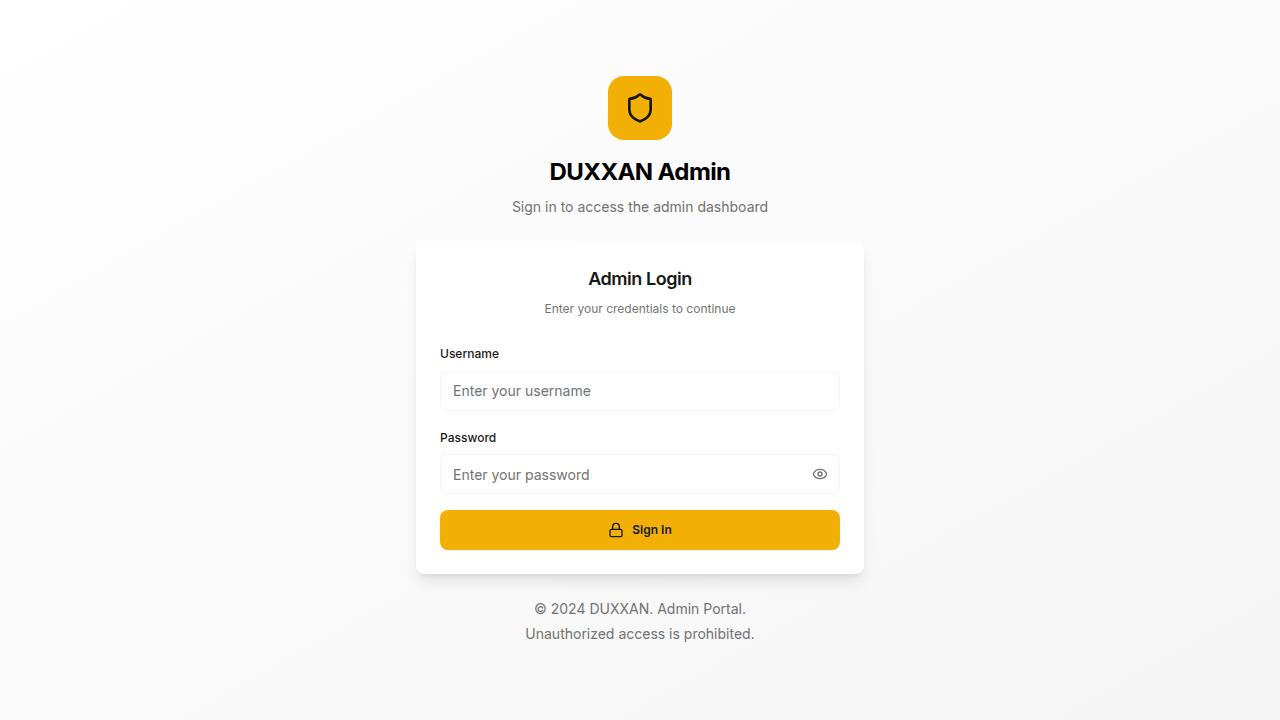 DUXXAN Admin
Sign in to access the admin dashboard
Admin Login
Enter your credentials to continue
Username
Enter your username
Password
Enter your password
Sign In
© 2024 DUXXAN. Admin Portal.
Unauthorized access is prohibited.